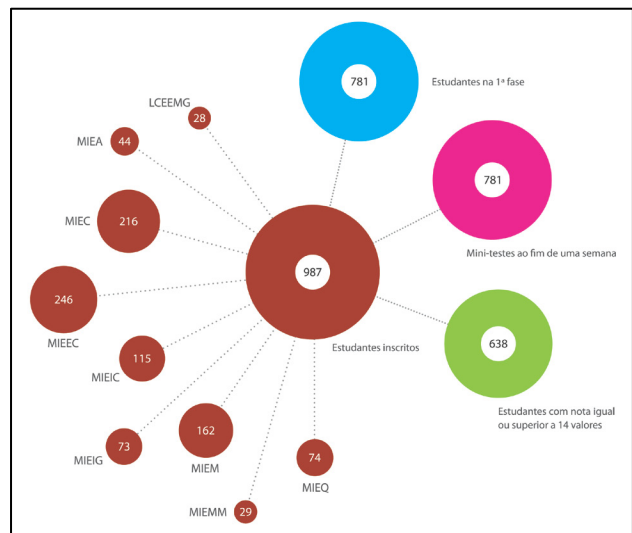 781
Estudantes na 1ª fase
LCEEMG
28
MIEA
44
781
Mini-testes ao fim de uma semana
MIEC
216
987
Estudantes inscritos
246
MIEEC
115
MIEIC
638
Estudantes com nota igual
ou superior a 14 valores
73
MIEIG
162
MIEM
74
MIEQ
MIEMM
29